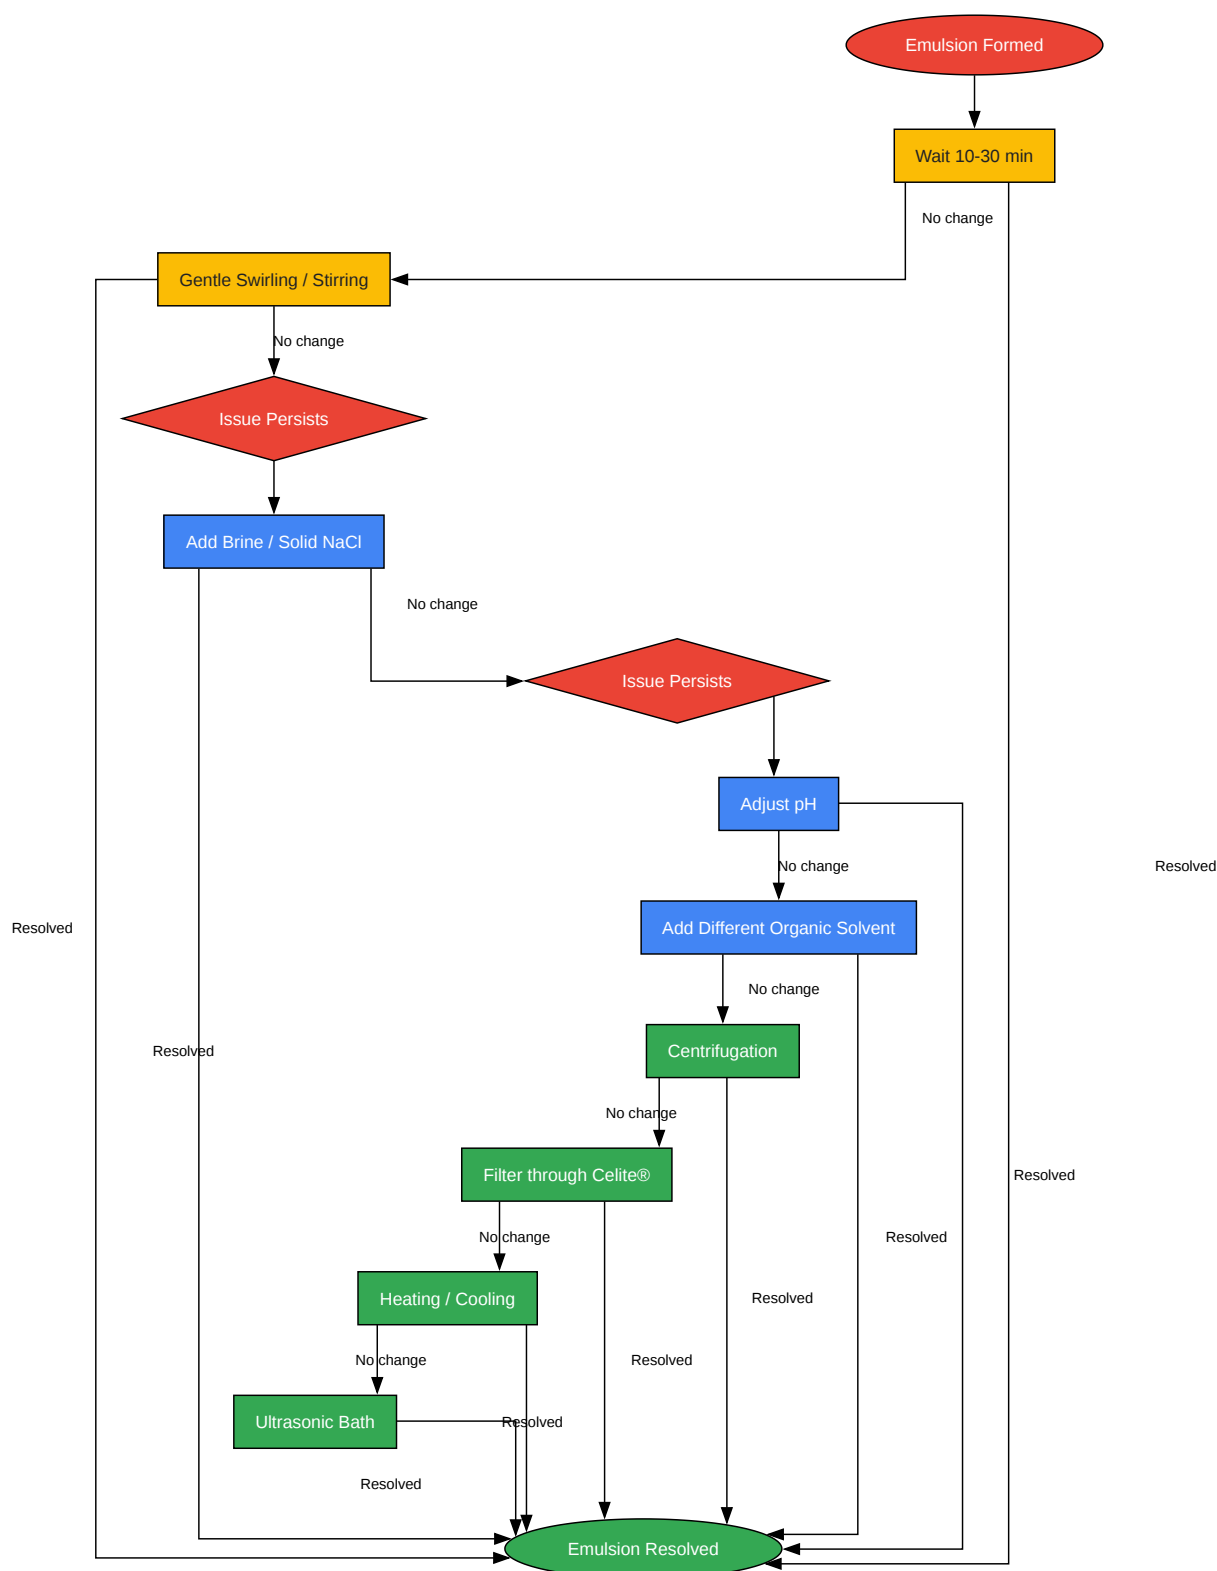 Emulsion Formed
Wait 10-30 min
No change
Gentle Swirling / Stirring
No change
Issue Persists
Add Brine / Solid NaCl
No change
Issue Persists
Adjust pH
No change
Resolved
Add Different Organic Solvent
Resolved
No change
Centrifugation
Resolved
No change
Filter through Celite®
Resolved
No change
Resolved
Heating / Cooling
Resolved
No change
Resolved
Ultrasonic Bath
Resolved
Resolved
Emulsion Resolved